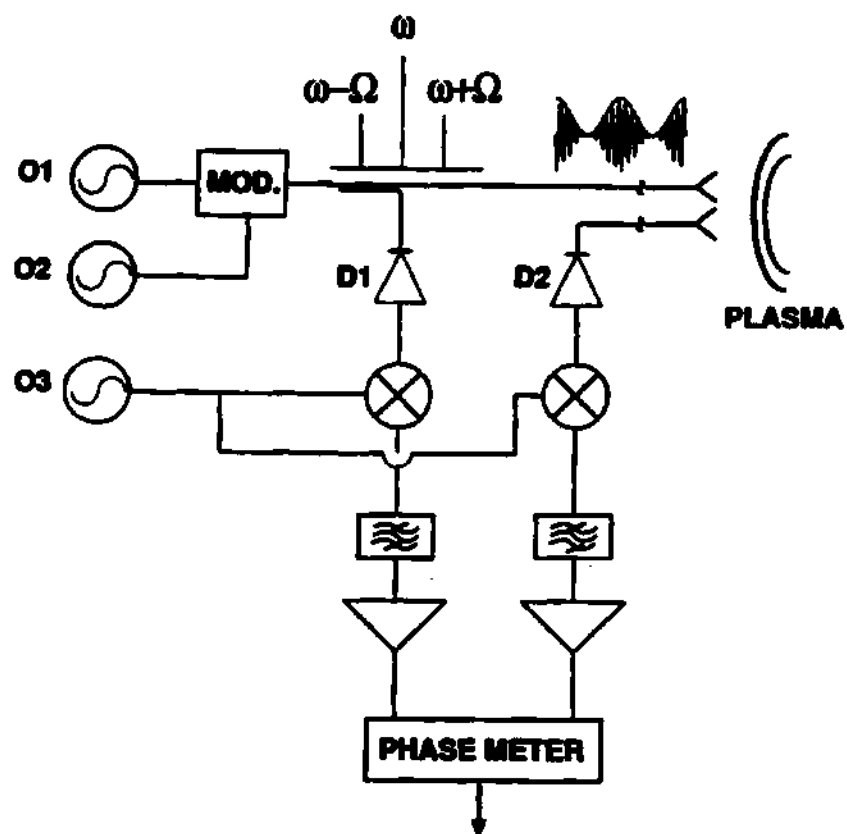 ω
ω−Ω ω+Ω
O1
MOD.
O2
D1
D2
PLASMA
O3
PHASE METER